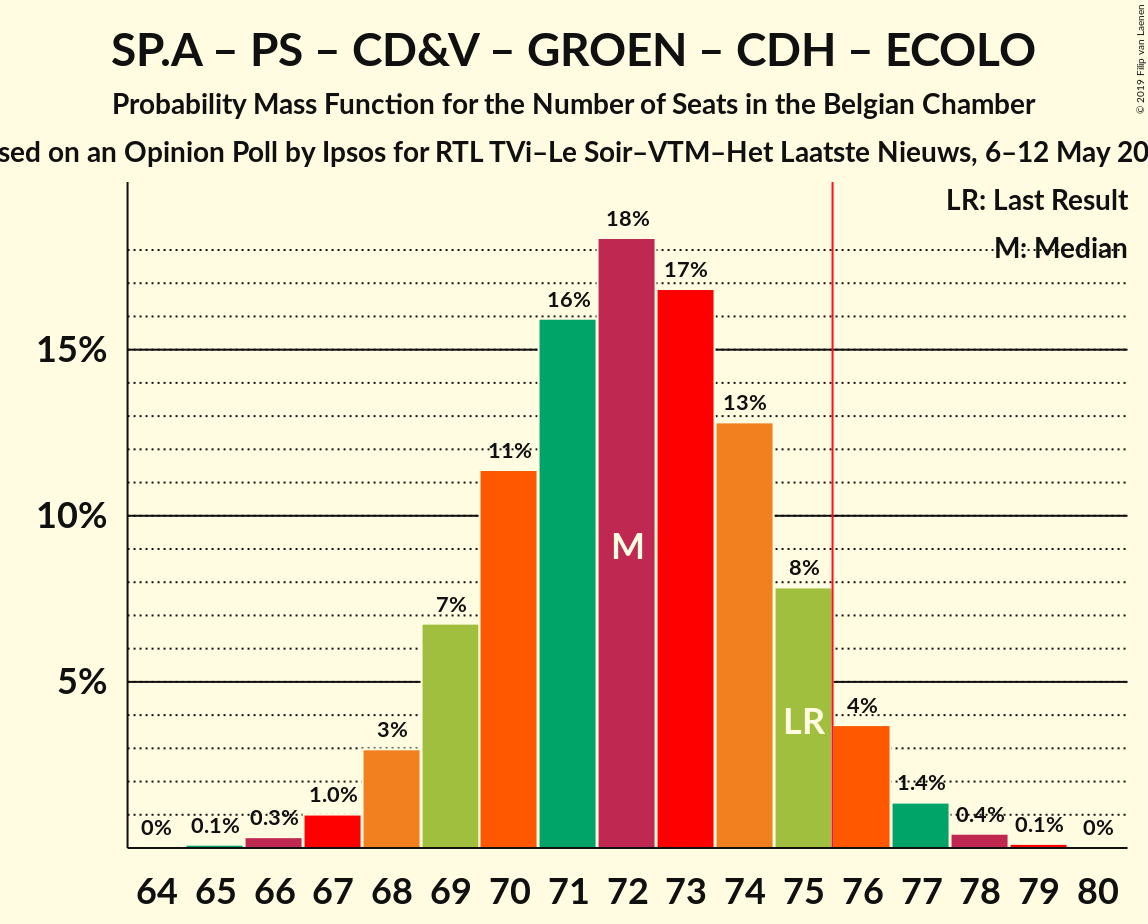 SP.A – PS – CD&V – GROEN – CDH – ECOLO
Probability Mass Function for the Number of Seats in the Belgian Chamber
on an Opinion Poll by Ipsos for RTL TVi–Le Soir–VTM–Het Laatste Nieuws, 6–12 May
© 2019 Filip van Laenen
LR: Last Result
M: Median
18%
17%
16%
15%
13%
11%
10%
M
8%
7%
5%
LR
4%
3%
1.4%
1.0%
0.4%
0.3%
0.1%
0.1%
0%
0%
64 65 66 67 68 69 70 71 72 73 74 75 76 77 78 79 80